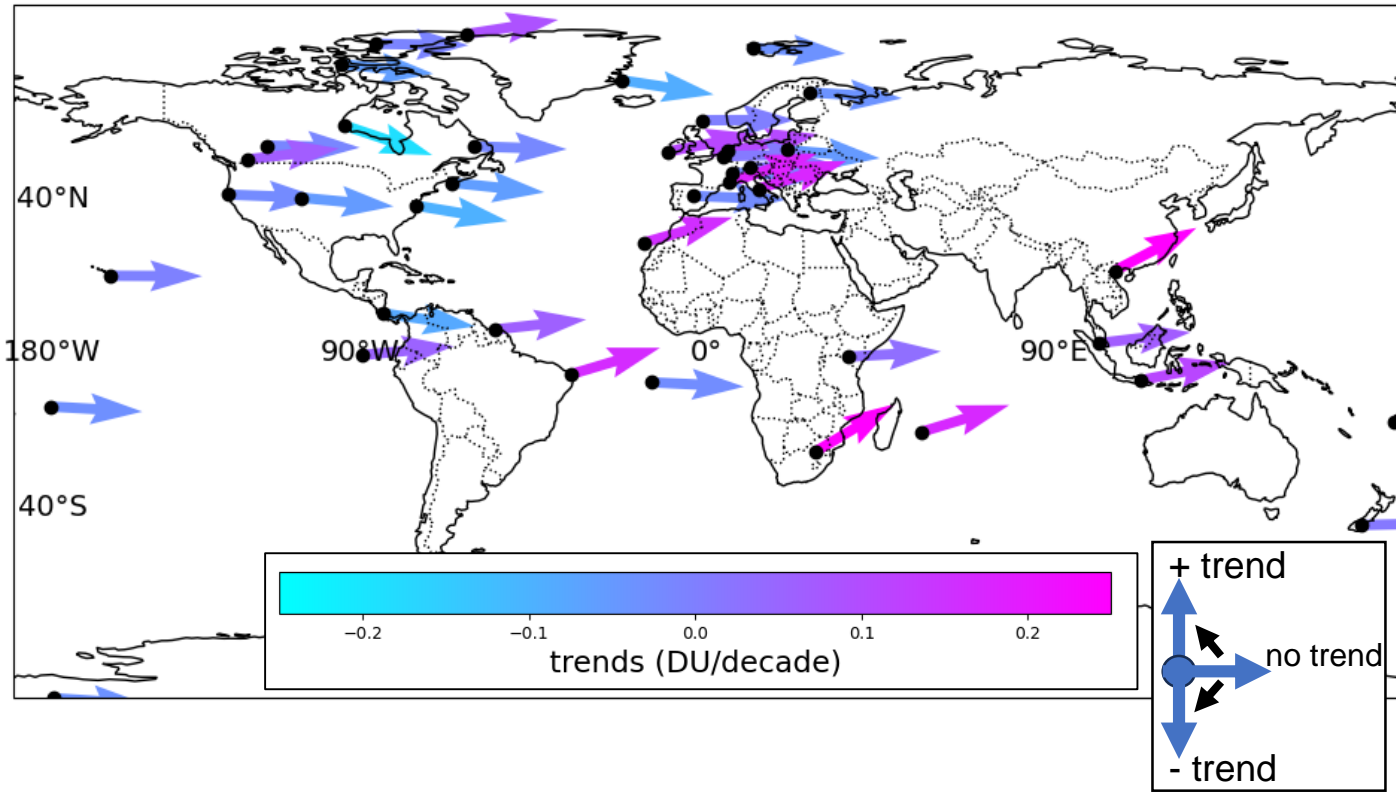 40°N
180°W
90°W
0°
90°E
40°S
−0.2
−0.1
0.0
0.1
0.2
trends (DU/decade)
+ trend
no trend
- trend